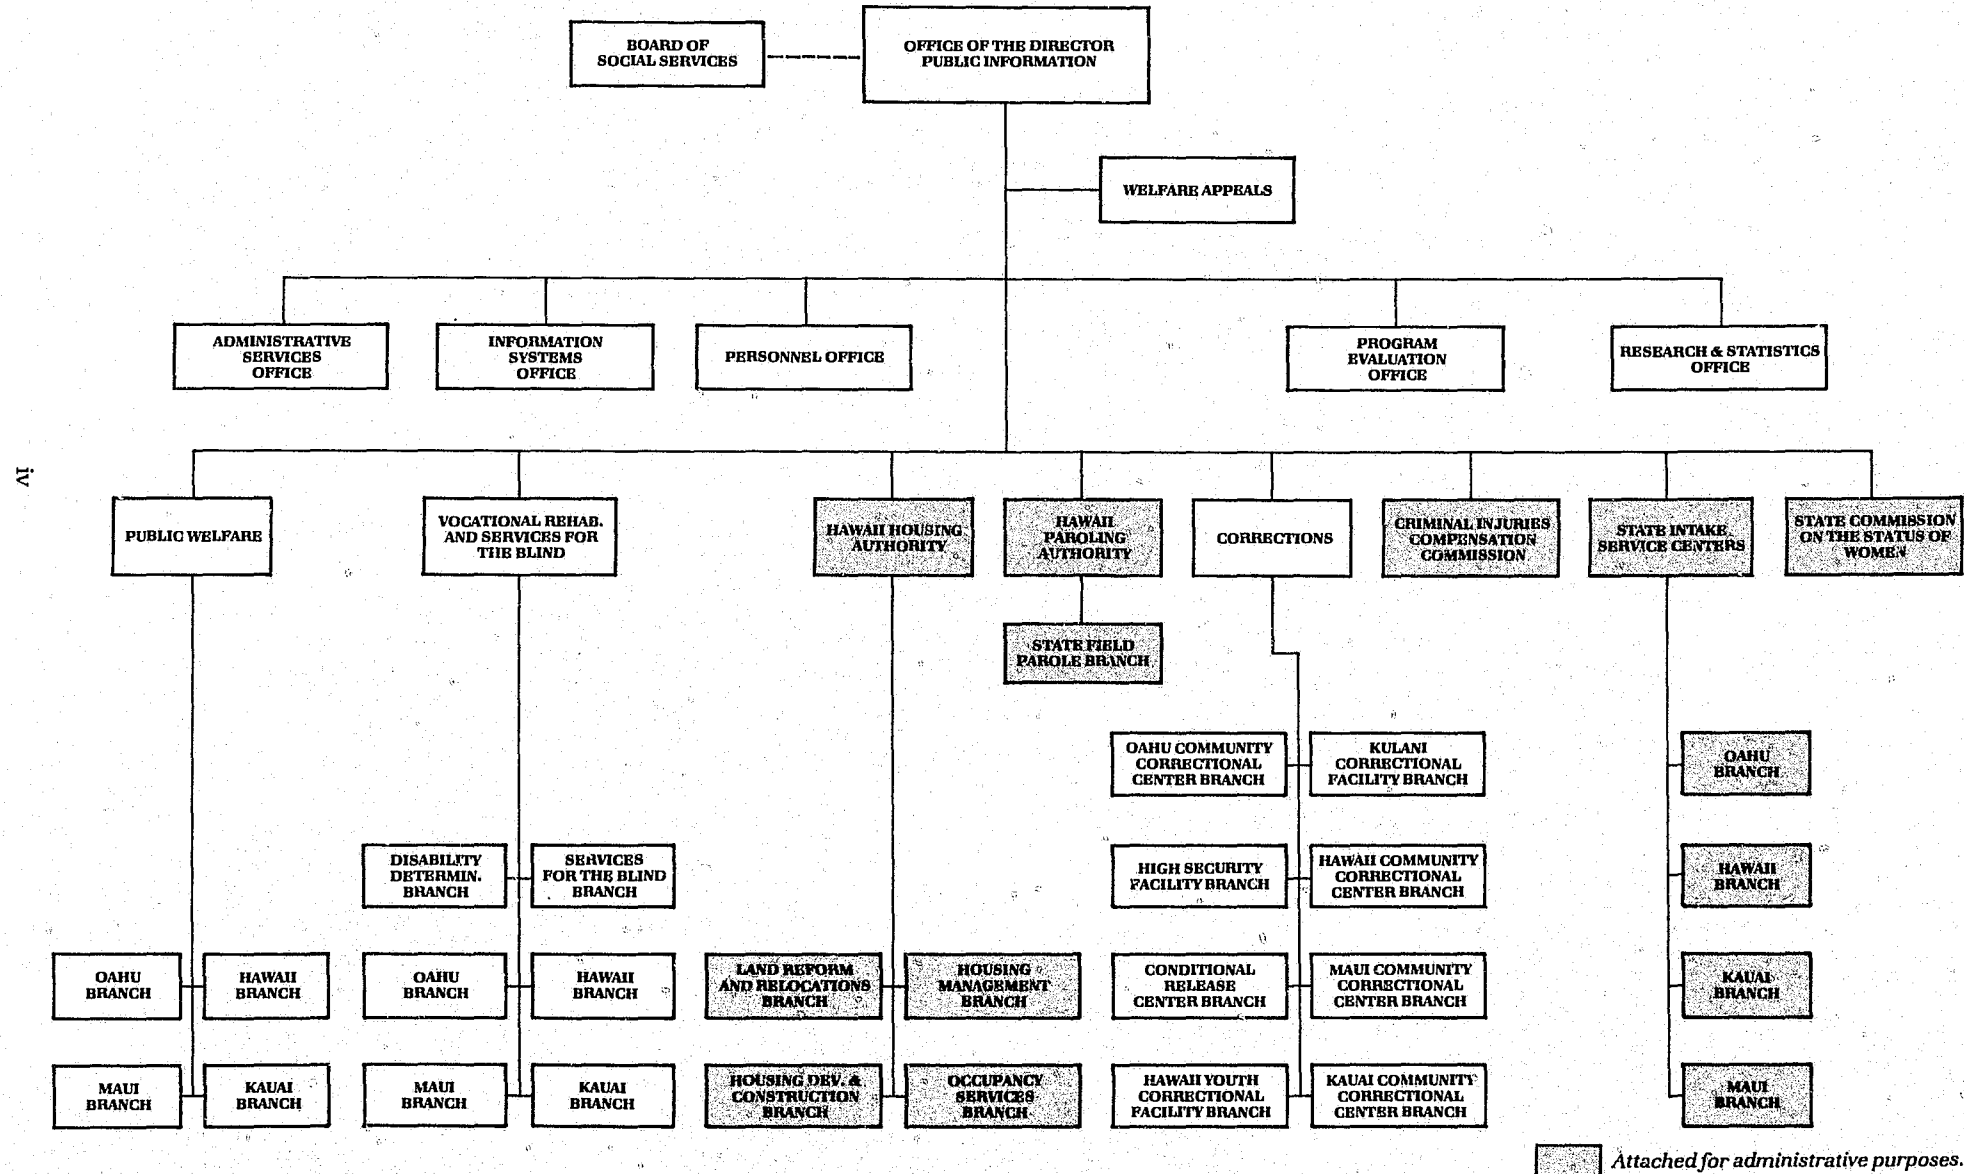 BOARD OF
SOCIAL SERVICES
OFFICE OF THE DIRECTOR
PUBLIC INFORMATION
WELFARE APPEALS
ADMINISTRATIVE
SERVICES
OFFICE
INFORMATION
SYSTEMS
OFFICE
PERSONNEL OFFICE
PROGRAM
EVALUATION
OFFICE
RESEARCH & STATISTICS
OFFICE
iv
PUBLIC WELFARE
VOCATIONAL REHAB.
AND SERVICES FOR
THE BLIND
HAWAII HOUSING
AUTHORITY
HAWAII
PAROLING
AUTHORITY
CORRECTIONS
CRIMINAL INJURIES
COMPENSATION
COMMISSION
STATE INTAKE
SERVICE CENTERS
STATE COMMISSION
ON THE STATUS OF
WOMEN
STATE FIELD
PAROLE BRANCH
OAHU COMMUNITY
CORRECTIONAL
CENTER BRANCH
KULANI
CORRECTIONAL
FACILITY BRANCH
OAHU
BRANCH
DISABILITY
DETERMIN.
BRANCH
SERVICES
FOR THE BLIND
BRANCH
HIGH SECURITY
FACILITY BRANCH
HAWAII COMMUNITY
CORRECTIONAL
CENTER BRANCH
HAWAII
BRANCH
OAHU
BRANCH
HAWAII
BRANCH
OAHU
BRANCH
HAWAII
BRANCH
LAND REFORM
AND RELOCATIONS
BRANCH
HOUSING
MANAGEMENT
BRANCH
CONDITIONAL
RELEASE
CENTER BRANCH
MAUI COMMUNITY
CORRECTIONAL
CENTER BRANCH
KAUAI
BRANCH
MAUI
BRANCH
KAUAI
BRANCH
MAUI
BRANCH
KAUAI
BRANCH
HOUSING DEV. &
CONSTRUCTION
BRANCH
OCCUPANCY
SERVICES
BRANCH
HAWAII YOUTH
CORRECTIONAL
FACILITY BRANCH
KAUAI COMMUNITY
CORRECTIONAL
CENTER BRANCH
MAUI
BRANCH
Attached for administrative purposes.